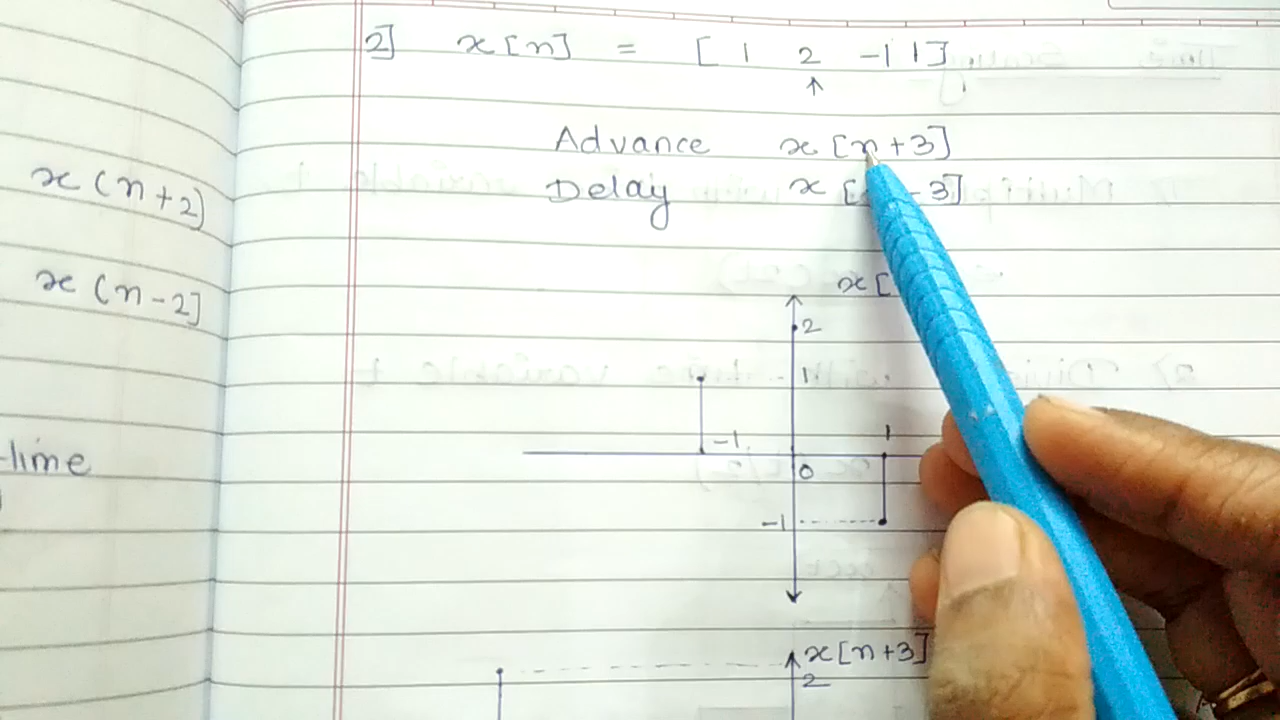 2] x[n] = [ 1 2 -1 1]
↑
Advance x[n+3]
Delay x[ -3]
x(n+2)
x(n-2]
x[
2
1
-1 1
0
-1
-time
x[n+3]
2